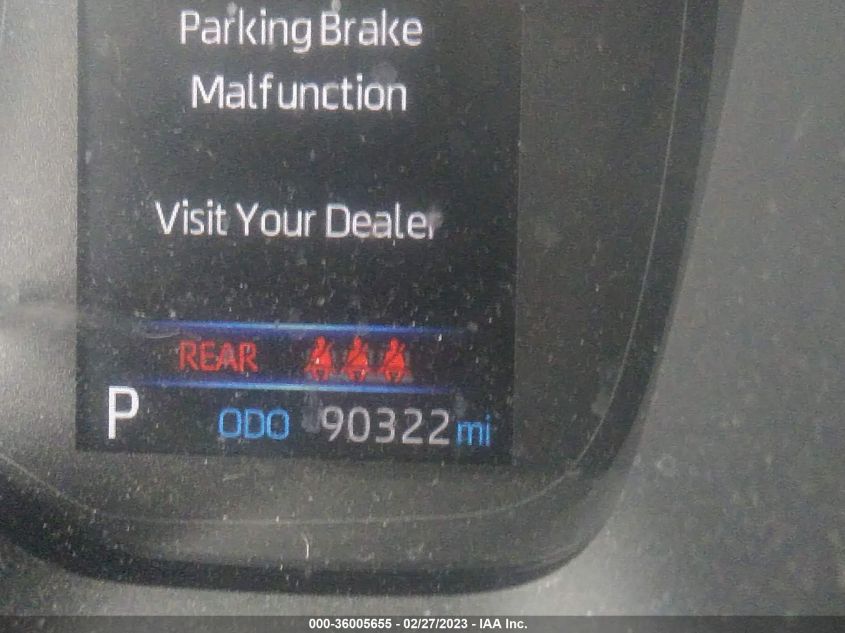 Parking Brake
Malfunction
Visit Your Dealer
REAR
P ODO 90322 mi
000-36005655 - 02/27/2023 - IAA Inc.